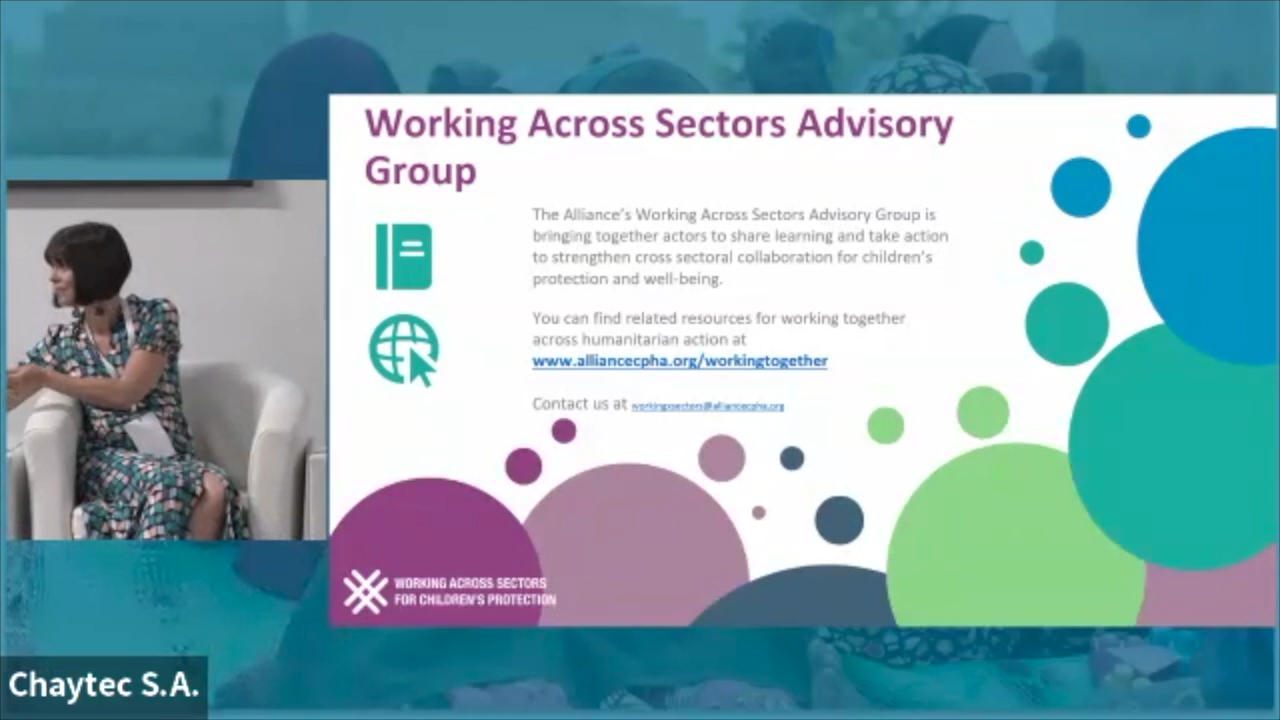 Working Across Sectors Advisory
Group
The Alliance's Working Across Sectors Advisory Group is
bringing together actors to share learning and take action
to strengthen cross sectoral collaboration for children's
protection and well-being.
You can find related resources for working together
across humanitarian action at
www.alliancecpha.org/workingtogether
Contact us at workingxsectors@alliancecpha.org
WORKING ACROSS SECTORS
FOR CHILDREN'S PROTECTION
Chaytec S.A.